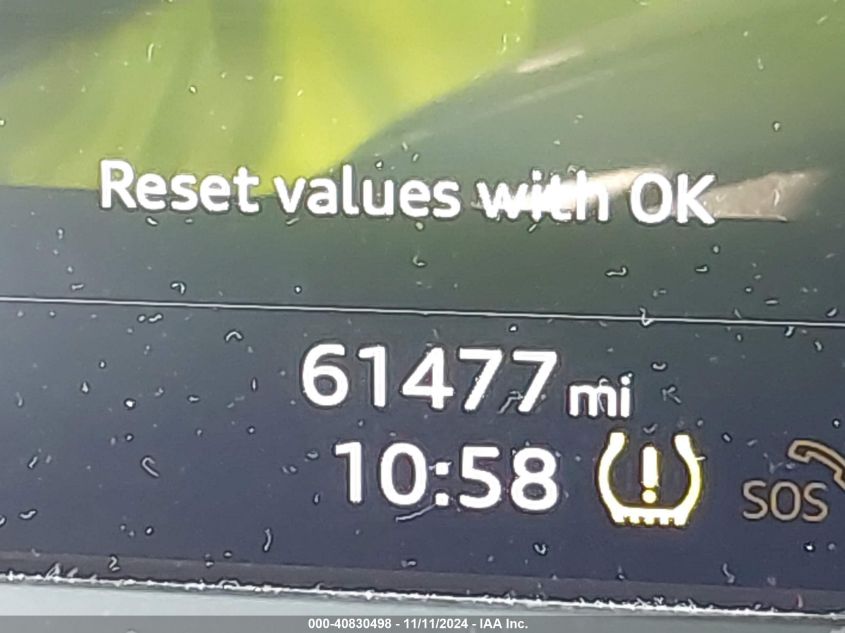 Reset values with OK
61477 mi
10:58
SOS
000-40830498 - 11/11/2024 - IAA Inc.